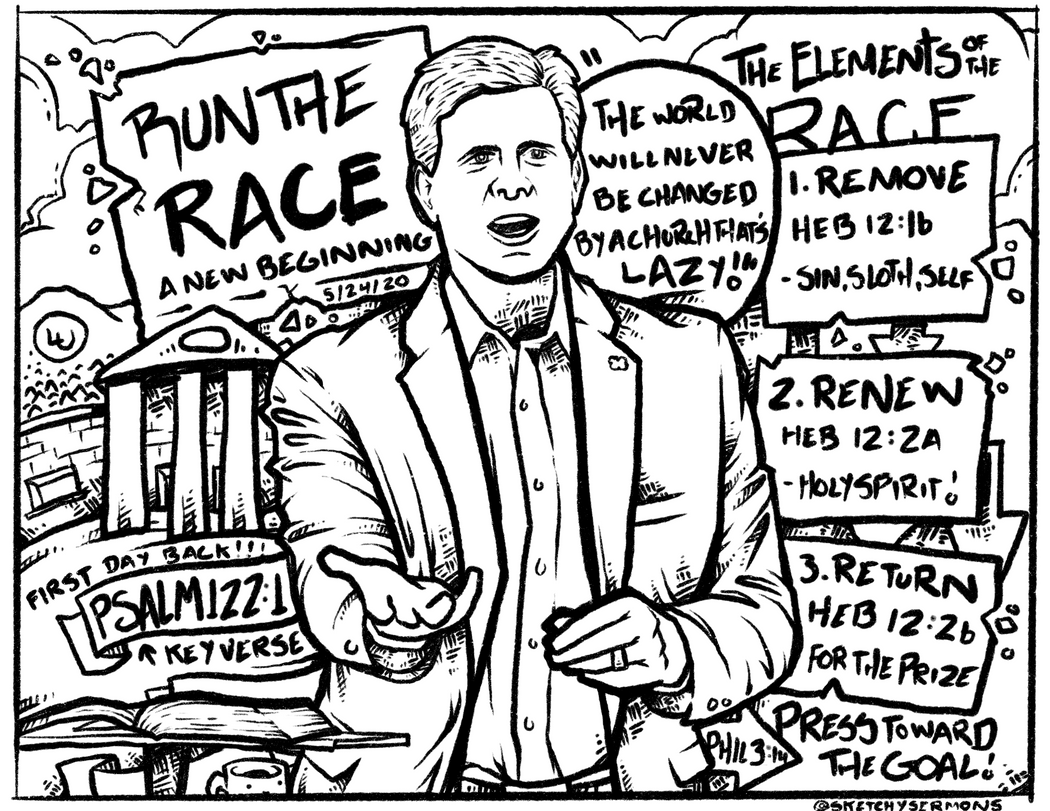 RUN THE
RACE
A NEW BEGINNING
5/24/20
"THE WORLD
WILL NEVER
BE CHANGED
BY A CHURCH THAT'S
LAZY!"
THE ELEMENTS OF THE
RACE
1. REMOVE
HEB 12:1b
- SIN, SLOTH, SELF
2. RENEW
HEB 12:2A
- HOLY SPIRIT!
3. RETURN
HEB 12:2b
FOR THE PRIZE
LU
FIRST DAY BACK!!!
PSALM 122:1
↑ KEY VERSE
PHIL 3:14
PRESS TOWARD
THE GOAL!
@SKETCHYSERMONS